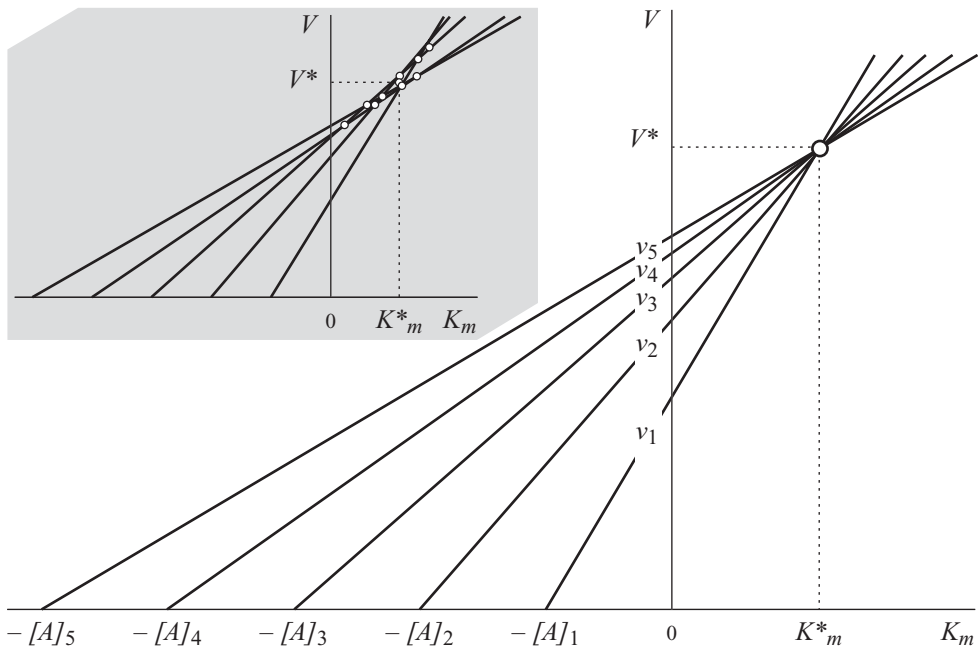 V
V*
0 K*m Km
V
V*
v5
v4
v3
v2
v1
– [A]5 – [A]4 – [A]3 – [A]2 – [A]1 0 K*m Km